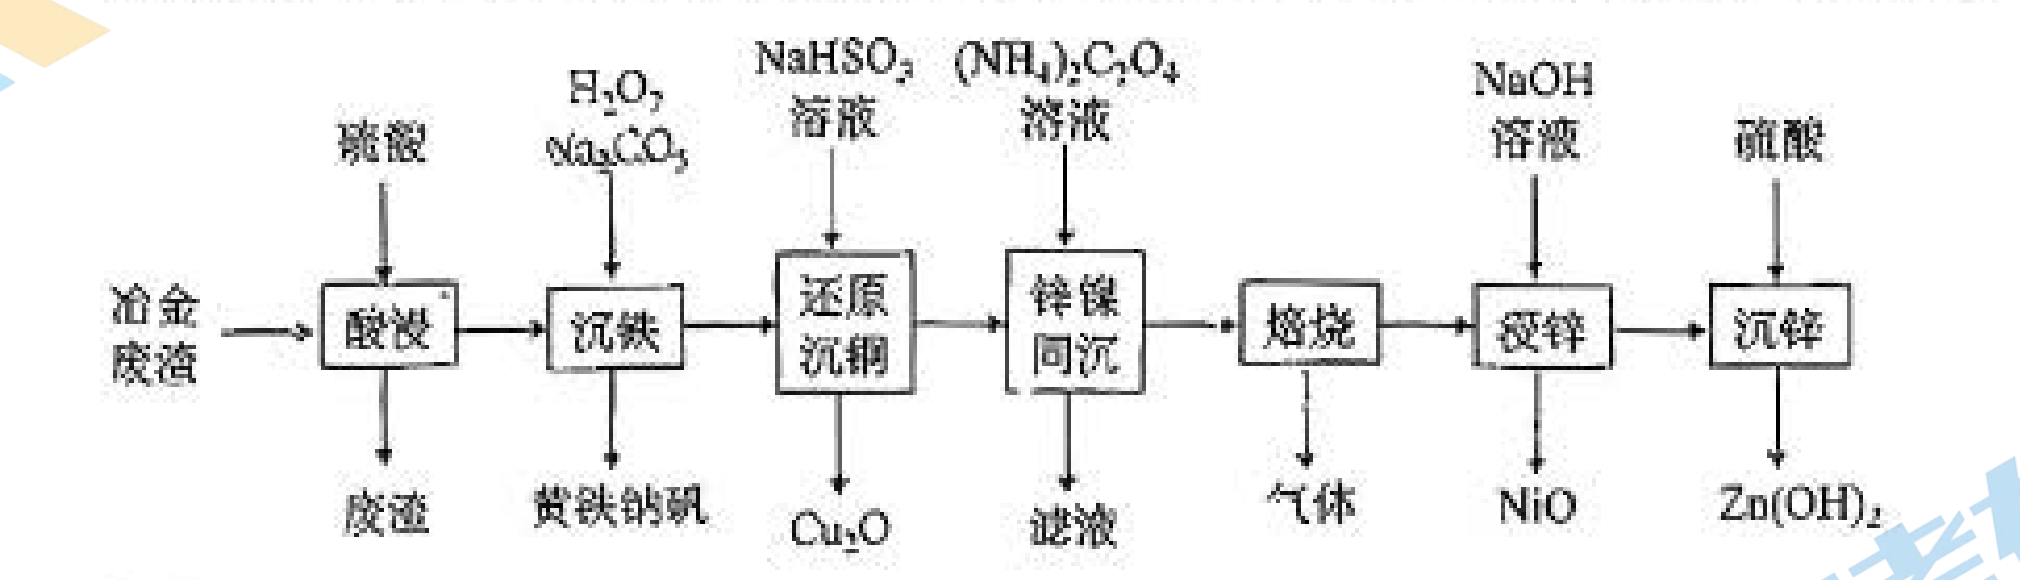 硫酸
H₂O₂
Na₂CO₃
NaHSO₃
溶液
(NH₄)₂C₂O₄
溶液
NaOH
溶液
硫酸
冶金
废渣
酸浸
沉铁
还原
沉铜
锌镍
同沉
焙烧
浸锌
沉锌
废渣
黄铁钠矾
Cu₂O
滤液
气体
NiO
Zn(OH)₂